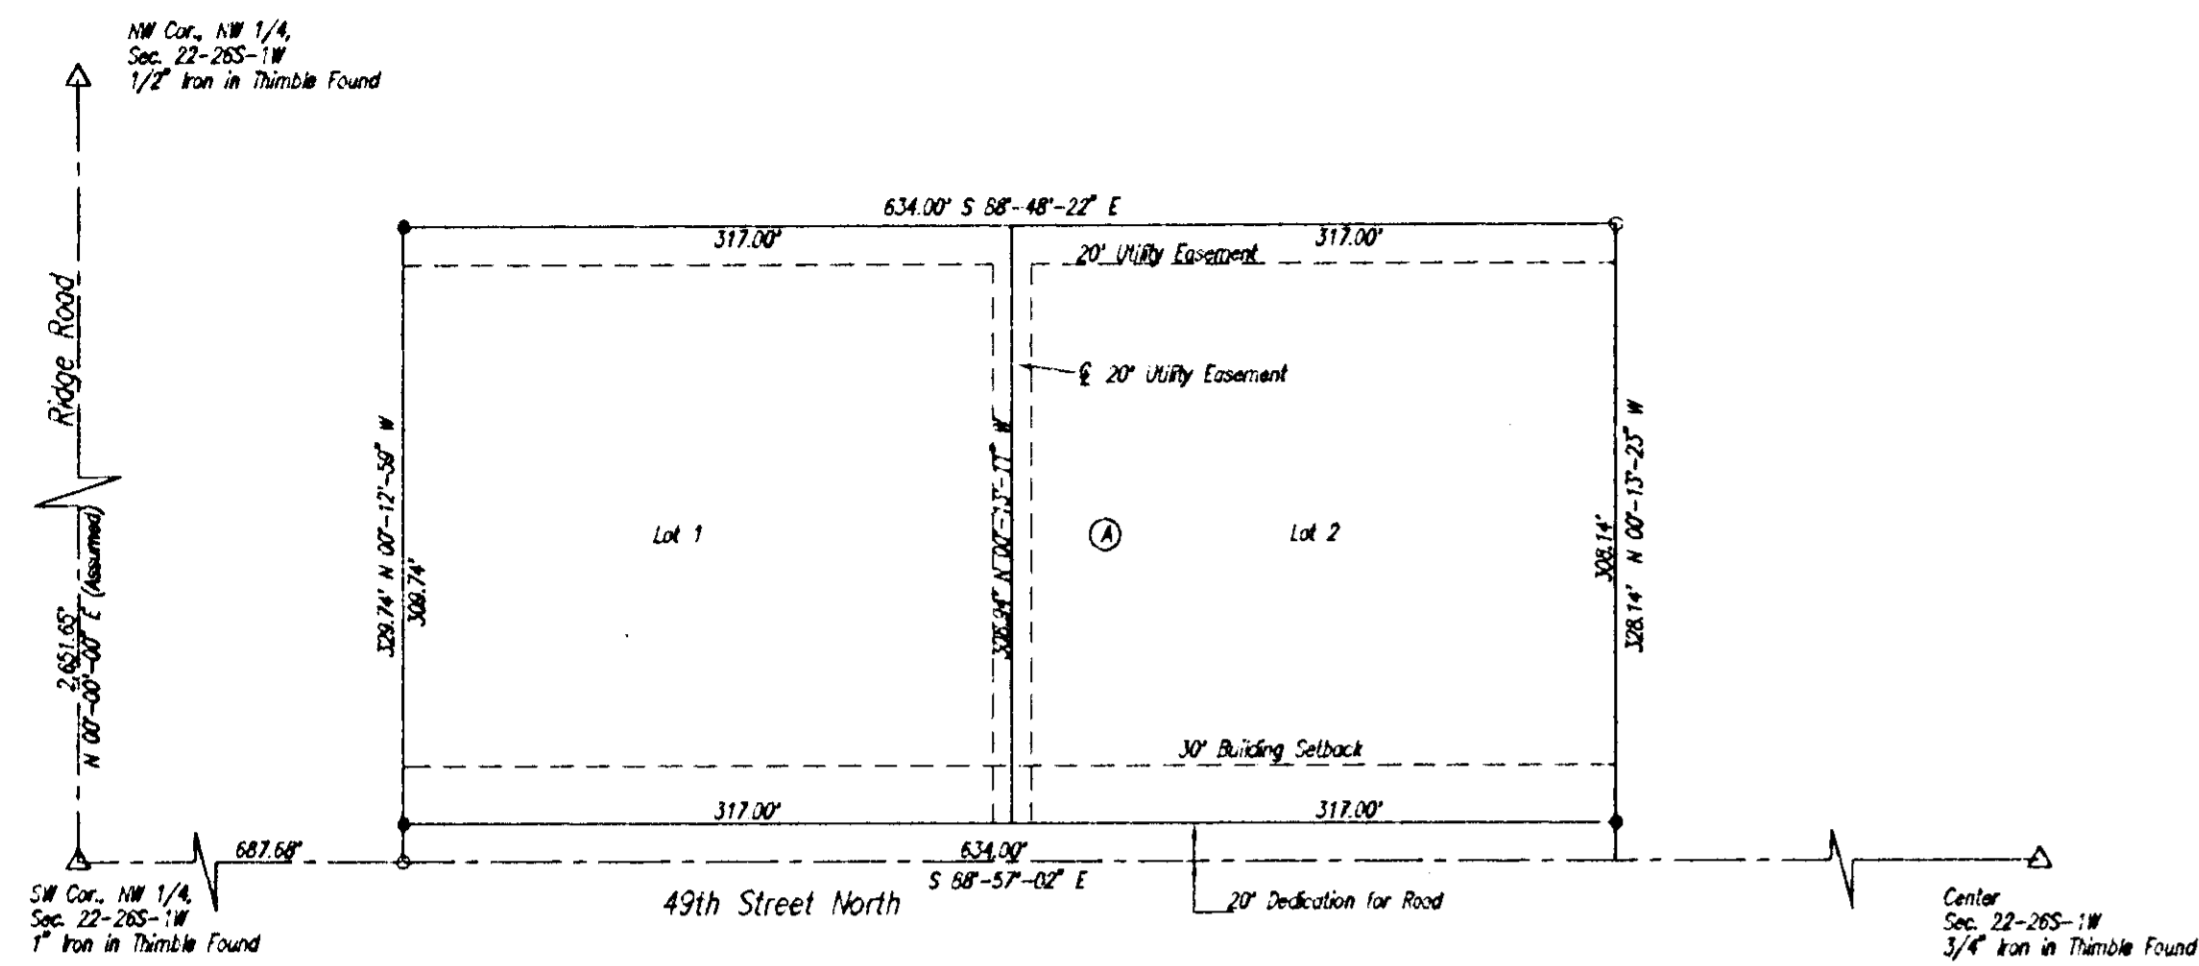 NW Cor., NW 1/4,
Sec. 22-26S-1W
1/2" Iron in Thimble Found
634.00' S 88°-48'-22" E
317.00'
317.00'
20' Utility Easement
Ridge Road
℄ 20' Utility Easement
329.74' N 00°-12'-59" W
309.74'
N 00°-13'-11" W
308.14'
328.14' N 00°-13'-23" W
Lot 1
A
Lot 2
2,651.65'
N 00°-00'-00" E (Assumed)
30' Building Setback
317.00'
317.00'
687.68'
634.00'
S 88°-57'-02" E
49th Street North
20' Dedication for Road
SW Cor., NW 1/4,
Sec. 22-26S-1W
1" Iron in Thimble Found
Center
Sec. 22-26S-1W
3/4" Iron in Thimble Found